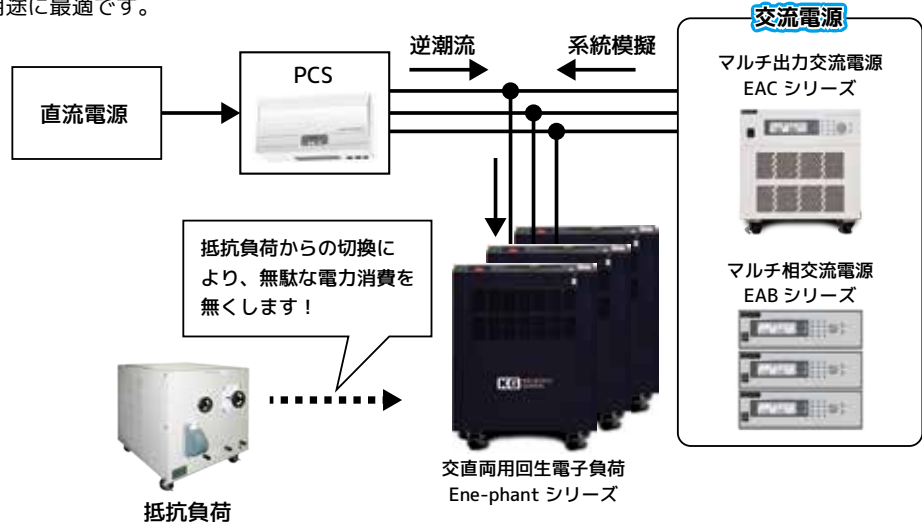 用途に最適です。
交流電源
逆潮流
系統模擬
マルチ出力交流電源
EAC シリーズ
PCS
直流電源
抵抗負荷からの切換に
より、無駄な電力消費を
無くします！
マルチ相交流電源
EAB シリーズ
KG
交直両用回生電子負荷
Ene-phant シリーズ
抵抗負荷